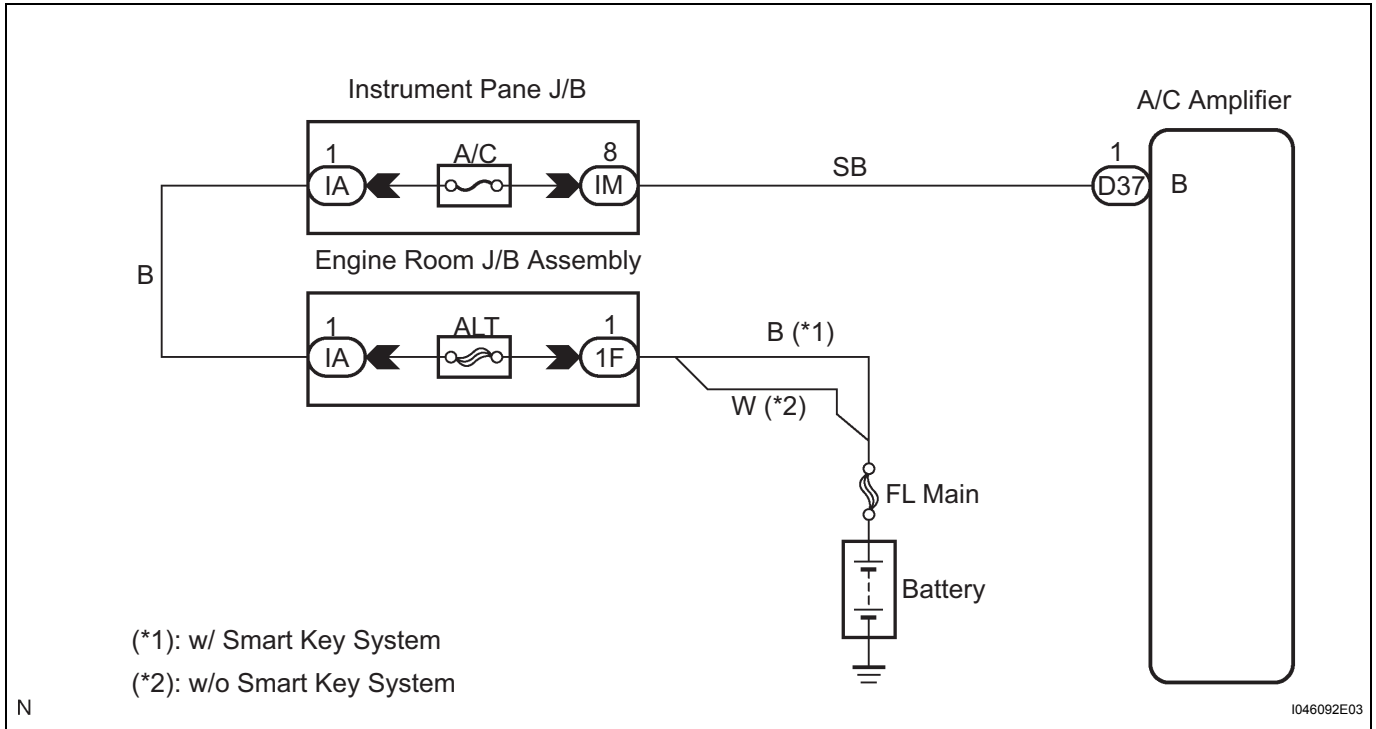 Instrument Pane J/B
A/C Amplifier
1
A/C
8
IA
IM
SB
1
D37
B
B
Engine Room J/B Assembly
1
ALT
1
IA
1F
B (*1)
W (*2)
FL Main
Battery
(*1): w/ Smart Key System
(*2): w/o Smart Key System
N
I046092E03